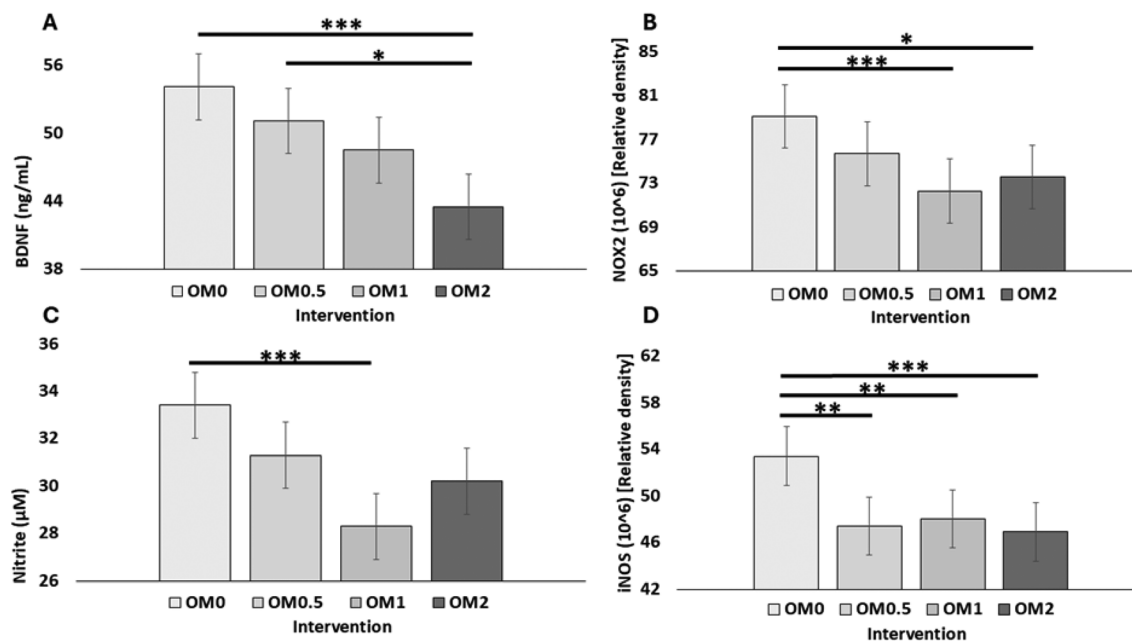 A
BDNF (ng/mL)
56
50
44
38
***
*
OM0 OM0.5 OM1 OM2
Intervention
B
NOX2 (10^6) [Relative density]
85
81
77
73
69
65
*
***
OM0 OM0.5 OM1 OM2
Intervention
C
Nitrite (µM)
36
34
32
30
28
26
***
OM0 OM0.5 OM1 OM2
Intervention
D
iNOS (10^6) [Relative density]
62
58
54
50
46
42
***
**
**
OM0 OM0.5 OM1 OM2
Intervention